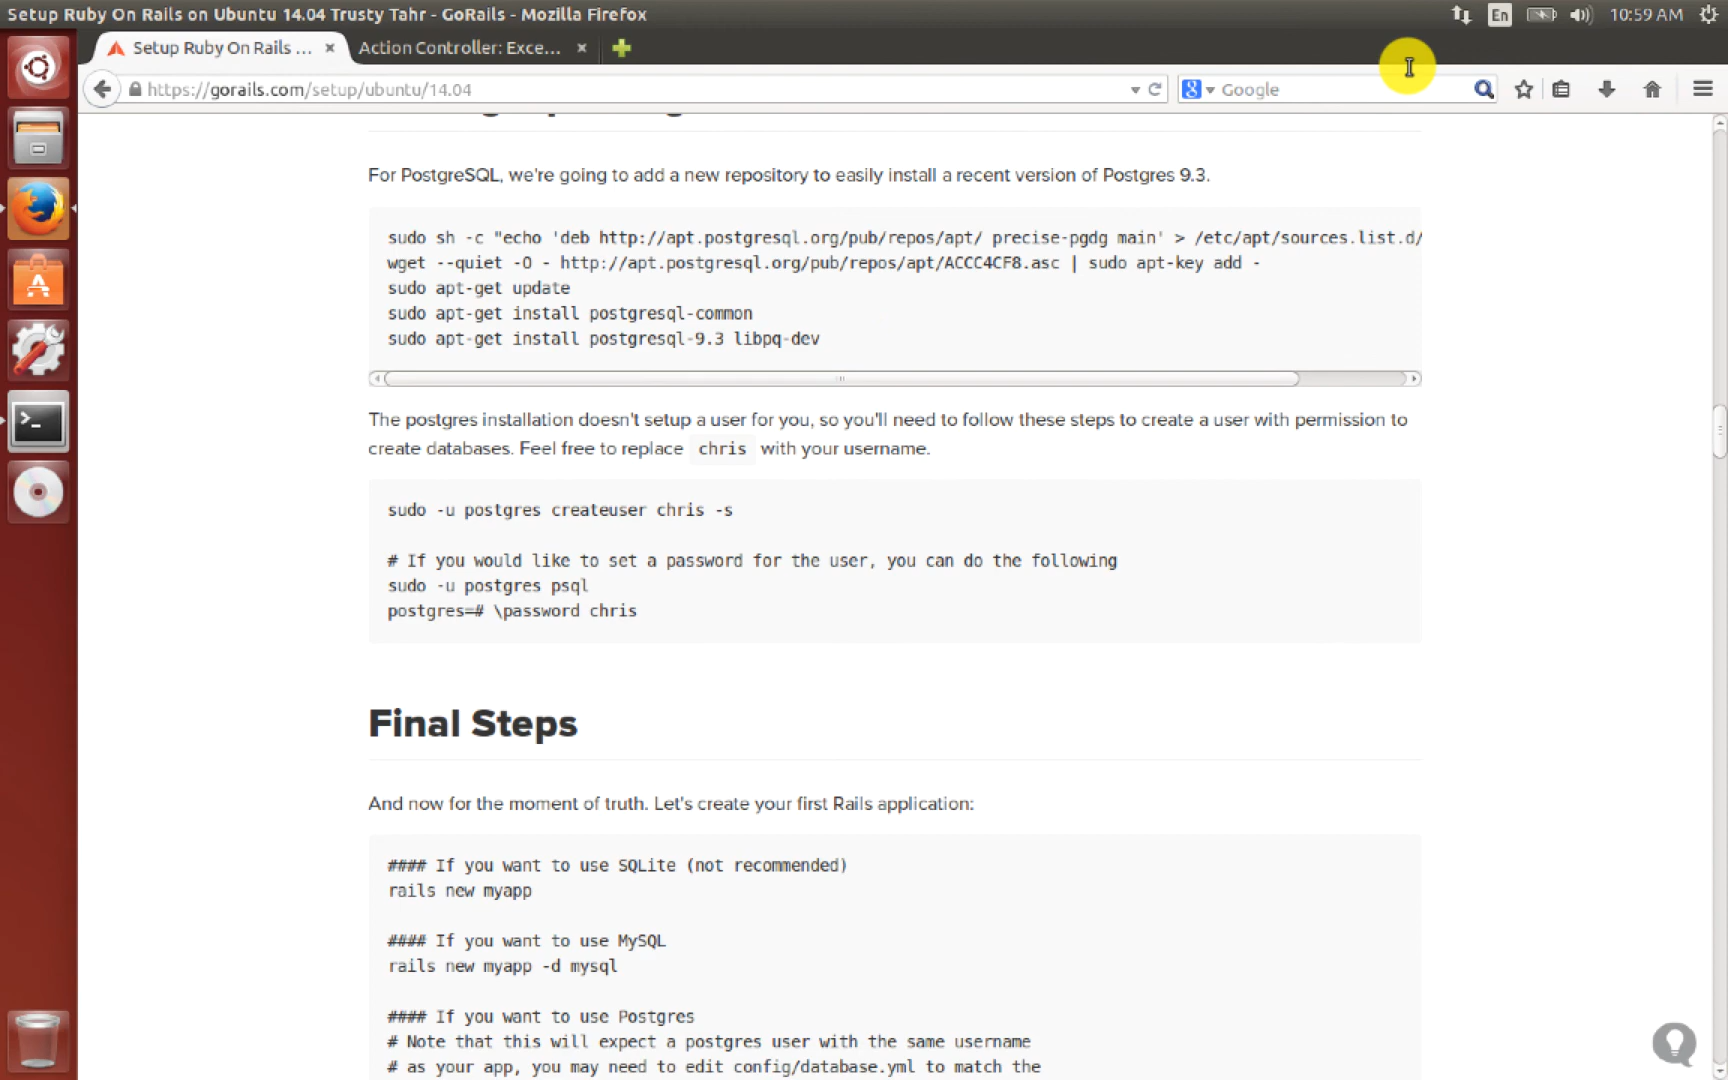 Setup Ruby On Rails on Ubuntu 14.04 Trusty Tahr - GoRails - Mozilla Firefox
En
10:59 AM
Setup Ruby On Rails ...
Action Controller: Exce...
https://gorails.com/setup/ubuntu/14.04
Google
For PostgreSQL, we're going to add a new repository to easily install a recent version of Postgres 9.3.
sudo sh -c "echo 'deb http://apt.postgresql.org/pub/repos/apt/ precise-pgdg main' > /etc/apt/sources.list.d/
wget --quiet -O - http://apt.postgresql.org/pub/repos/apt/ACCC4CF8.asc | sudo apt-key add -
sudo apt-get update
sudo apt-get install postgresql-common
sudo apt-get install postgresql-9.3 libpq-dev
The postgres installation doesn't setup a user for you, so you'll need to follow these steps to create a user with permission to
create databases. Feel free to replace chris with your username.
sudo -u postgres createuser chris -s
# If you would like to set a password for the user, you can do the following
sudo -u postgres psql
postgres=# \password chris
Final Steps
And now for the moment of truth. Let's create your first Rails application:
#### If you want to use SQLite (not recommended)
rails new myapp
#### If you want to use MySQL
rails new myapp -d mysql
#### If you want to use Postgres
# Note that this will expect a postgres user with the same username
# as your app, you may need to edit config/database.yml to match the